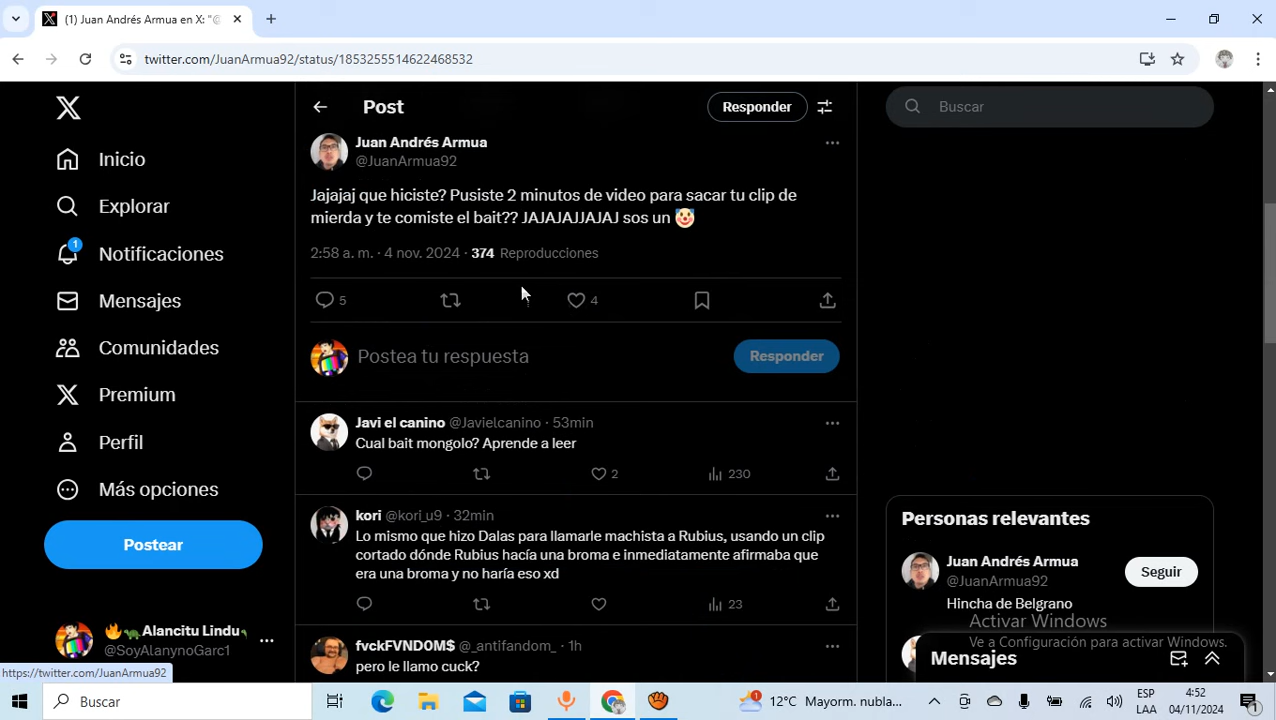 (1) Juan Andrés Armua en X: "@
twitter.com/JuanArmua92/status/1853255514622468532
Inicio
Explorar
1
Notificaciones
Mensajes
Comunidades
Premium
Perfil
Más opciones
Postear
🔥🦖Alancitu Lindu
@SoyAlanynoGarc1
https://twitter.com/JuanArmua92
Post
Responder
Juan Andrés Armua
@JuanArmua92
Jajajaj que hiciste? Pusiste 2 minutos de video para sacar tu clip de
mierda y te comiste el bait?? JAJAJAJJAJAJ sos un 🤡
2:58 a. m. · 4 nov. 2024 · 374 Reproducciones
5 4
Postea tu respuesta
Responder
Javi el canino @Javielcanino · 53min
Cual bait mongolo? Aprende a leer
2 230
kori @kori_u9 · 32min
Lo mismo que hizo Dalas para llamarle machista a Rubius, usando un clip
cortado dónde Rubius hacía una broma e inmediatamente afirmaba que
era una broma y no haría eso xd
23
fvckFVND0M$ @_antifandom_ · 1h
pero le llamo cuck?
Buscar
Personas relevantes
Juan Andrés Armua
@JuanArmua92
Seguir
Hincha de Belgrano
Activar Windows
Ve a Configuración para activar Windows.
Mensajes
Buscar
1
12°C Mayorm. nubla...
ESP
LAA
4:52
04/11/2024
1